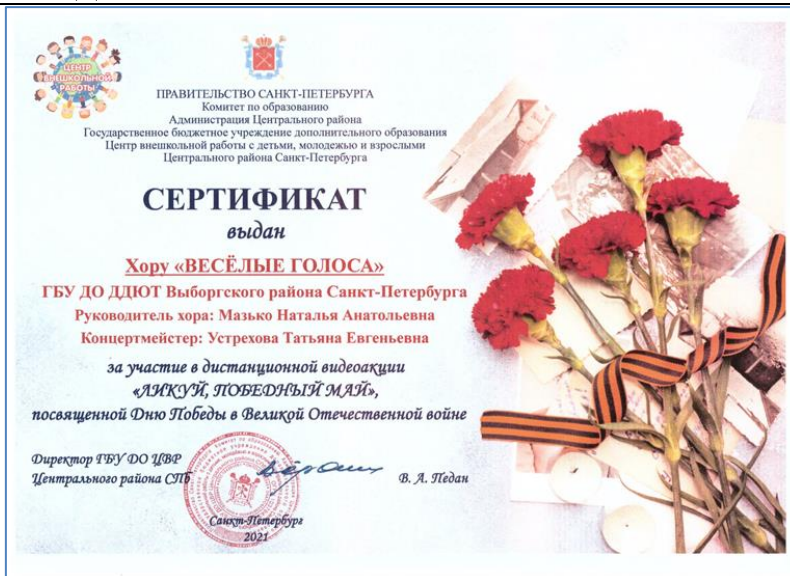 ЦЕНТР
ВНЕШКОЛЬНОЙ
РАБОТЫ
ПРАВИТЕЛЬСТВО САНКТ-ПЕТЕРБУРГА
Комитет по образованию
Администрация Центрального района
Государственное бюджетное учреждение дополнительного образования
Центр внешкольной работы с детьми, молодежью и взрослыми
Центрального района Санкт-Петербурга
СЕРТИФИКАТ
выдан
Хору «ВЕСЁЛЫЕ ГОЛОСА»
ГБУ ДО ДДЮТ Выборгского района Санкт-Петербурга
Руководитель хора: Мазько Наталья Анатольевна
Концертмейстер: Устрехова Татьяна Евгеньевна
за участие в дистанционной видеоакции
«ЛИКУЙ, ПОБЕДНЫЙ МАЙ»,
посвященной Дню Победы в Великой Отечественной войне
Директор ГБУ ДО ЦВР
Центрального района СПб
В. А. Педан
Санкт-Петербург
2021